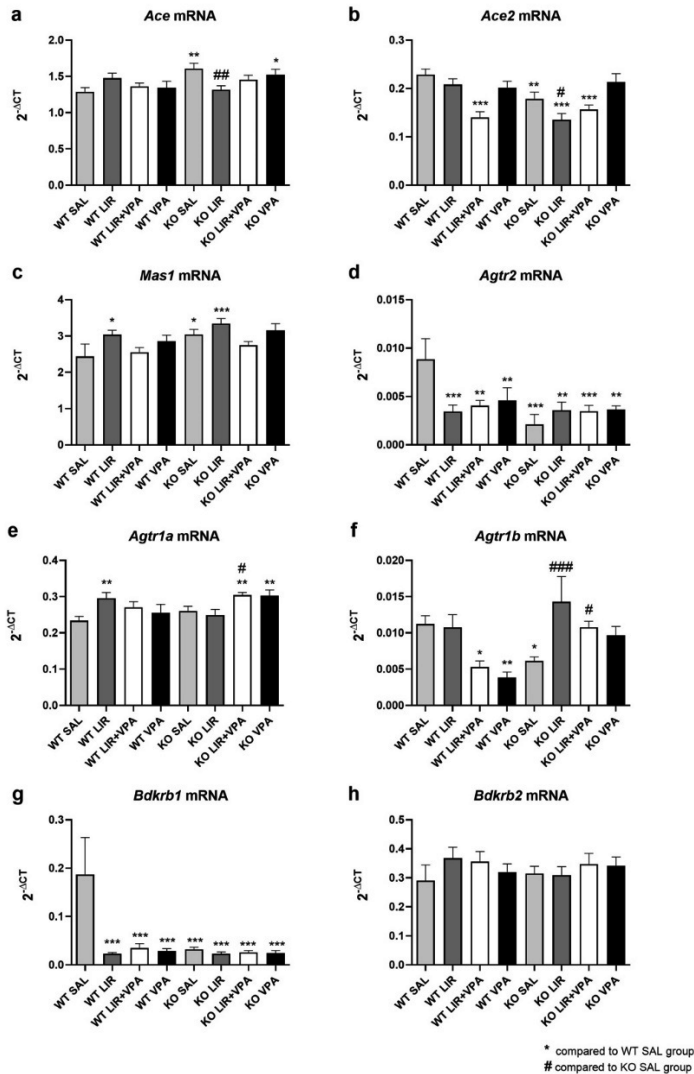 a
Ace mRNA
2-ΔCT
2.0
1.5
1.0
0.5
0.0
**
##
*
WT SAL
WT LIR
WT LIR+VPA
WT VPA
KO SAL
KO LIR
KO LIR+VPA
KO VPA
b
Ace2 mRNA
2-ΔCT
0.3
0.2
0.1
0.0
***
**
#
***
***
WT SAL
WT LIR
WT LIR+VPA
WT VPA
KO SAL
KO LIR
KO LIR+VPA
KO VPA
c
Mas1 mRNA
2-ΔCT
4
3
2
1
0
*
*
***
WT SAL
WT LIR
WT LIR+VPA
WT VPA
KO SAL
KO LIR
KO LIR+VPA
KO VPA
d
Agtr2 mRNA
2-ΔCT
0.015
0.010
0.005
0.000
***
**
**
***
**
***
**
WT SAL
WT LIR
WT LIR+VPA
WT VPA
KO SAL
KO LIR
KO LIR+VPA
KO VPA
e
Agtr1a mRNA
2-ΔCT
0.4
0.3
0.2
0.1
0.0
**
#
**
**
WT SAL
WT LIR
WT LIR+VPA
WT VPA
KO SAL
KO LIR
KO LIR+VPA
KO VPA
f
Agtr1b mRNA
2-ΔCT
0.020
0.015
0.010
0.005
0.000
*
**
*
###
#
WT SAL
WT LIR
WT LIR+VPA
WT VPA
KO SAL
KO LIR
KO LIR+VPA
KO VPA
g
Bdkrb1 mRNA
2-ΔCT
0.3
0.2
0.1
0.0
***
***
***
***
***
***
***
WT SAL
WT LIR
WT LIR+VPA
WT VPA
KO SAL
KO LIR
KO LIR+VPA
KO VPA
h
Bdkrb2 mRNA
2-ΔCT
0.5
0.4
0.3
0.2
0.1
0.0
WT SAL
WT LIR
WT LIR+VPA
WT VPA
KO SAL
KO LIR
KO LIR+VPA
KO VPA
* compared to WT SAL group
# compared to KO SAL group